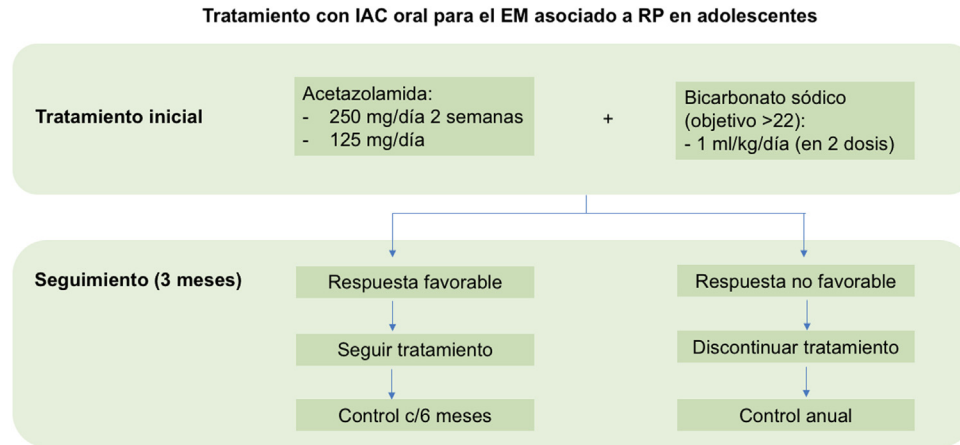 Tratamiento con IAC oral para el EM asociado a RP en adolescentes
Tratamiento inicial
Acetazolamida:
- 250 mg/día 2 semanas
- 125 mg/día
+
Bicarbonato sódico
(objetivo >22):
- 1 ml/kg/día (en 2 dosis)
Seguimiento (3 meses)
Respuesta favorable
Seguir tratamiento
Control c/6 meses
Respuesta no favorable
Discontinuar tratamiento
Control anual